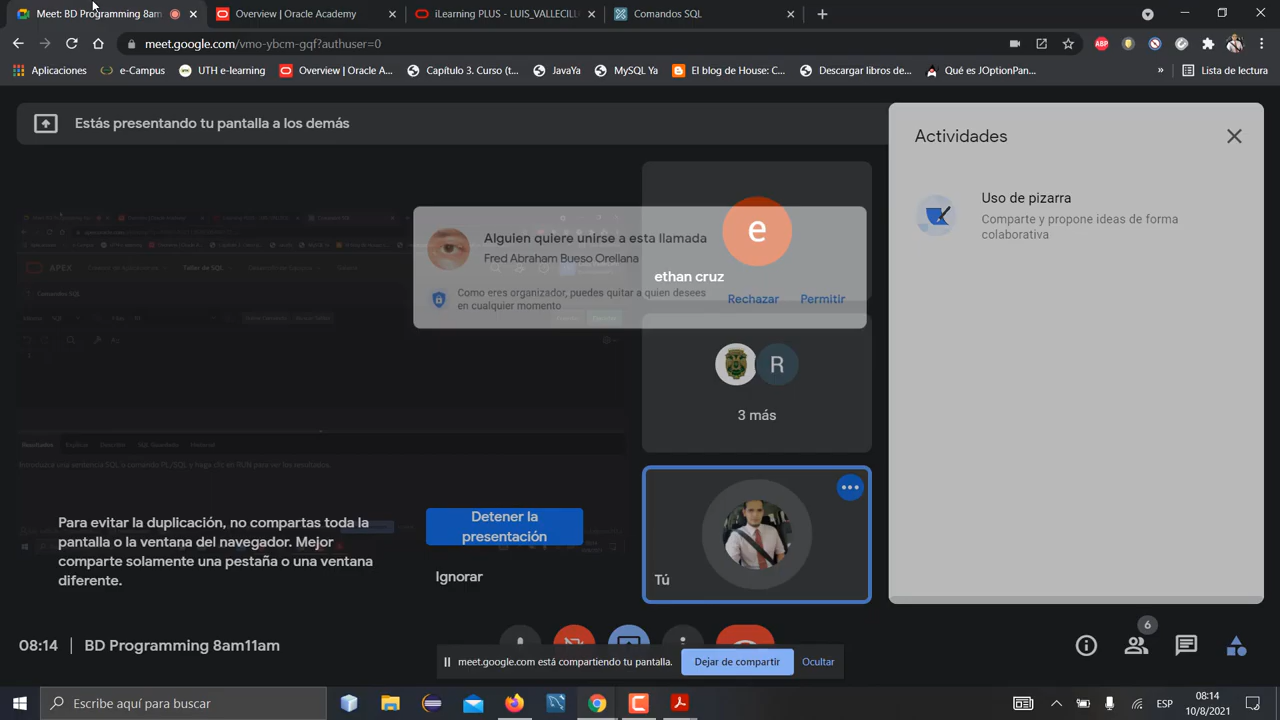 Meet: BD Programming 8am
Overview | Oracle Academy
iLearning PLUS - LUIS_VALLECILL
Comandos SQL
meet.google.com/vmo-ybcm-gqf?authuser=0
ABP
Aplicaciones
e-Campus
UTH e-learning
Overview | Oracle A...
Capítulo 3. Curso (t...
JavaYa
MySQL Ya
El blog de House: C...
Descargar libros de...
Qué es JOptionPan...
»
Lista de lectura
Estás presentando tu pantalla a los demás
Actividades
Uso de pizarra
Comparte y propone ideas de forma
colaborativa
Alguien quiere unirse a esta llamada
Fred Abraham Bueso Orellana
Como eres organizador, puedes quitar a quien desees
en cualquier momento
Rechazar
Permitir
e
ethan cruz
R
3 más
Tú
APEX
Comandos SQL
Para evitar la duplicación, no compartas toda la
pantalla o la ventana del navegador. Mejor
comparte solamente una pestaña o una ventana
diferente.
Detener la
presentación
Ignorar
08:14 | BD Programming 8am11am
6
meet.google.com está compartiendo tu pantalla.
Dejar de compartir
Ocultar
Escribe aquí para buscar
ESP
08:14
10/8/2021